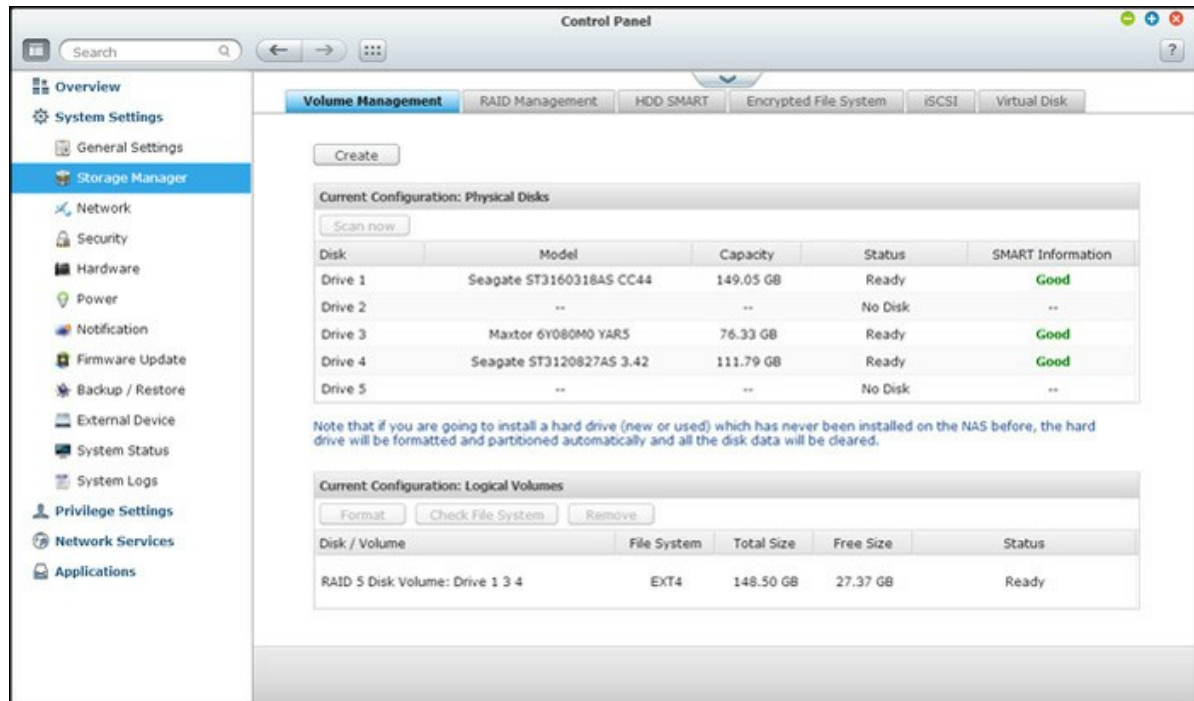 Control Panel
Search
?
Overview
System Settings
General Settings
Storage Manager
Network
Security
Hardware
Power
Notification
Firmware Update
Backup / Restore
External Device
System Status
System Logs
Privilege Settings
Network Services
Applications
Volume Management RAID Management HDD SMART Encrypted File System iSCSI Virtual Disk
Create
Current Configuration: Physical Disks
Scan now
Disk Model Capacity Status SMART Information
Drive 1 Seagate ST3160318AS CC44 149.05 GB Ready Good
Drive 2 -- -- No Disk --
Drive 3 Maxtor 6Y080M0 YAR5 76.33 GB Ready Good
Drive 4 Seagate ST3120827AS 3.42 111.79 GB Ready Good
Drive 5 -- -- No Disk --
Note that if you are going to install a hard drive (new or used) which has never been installed on the NAS before, the hard
drive will be formatted and partitioned automatically and all the disk data will be cleared.
Current Configuration: Logical Volumes
Format Check File System Remove
Disk / Volume File System Total Size Free Size Status
RAID 5 Disk Volume: Drive 1 3 4 EXT4 148.50 GB 27.37 GB Ready